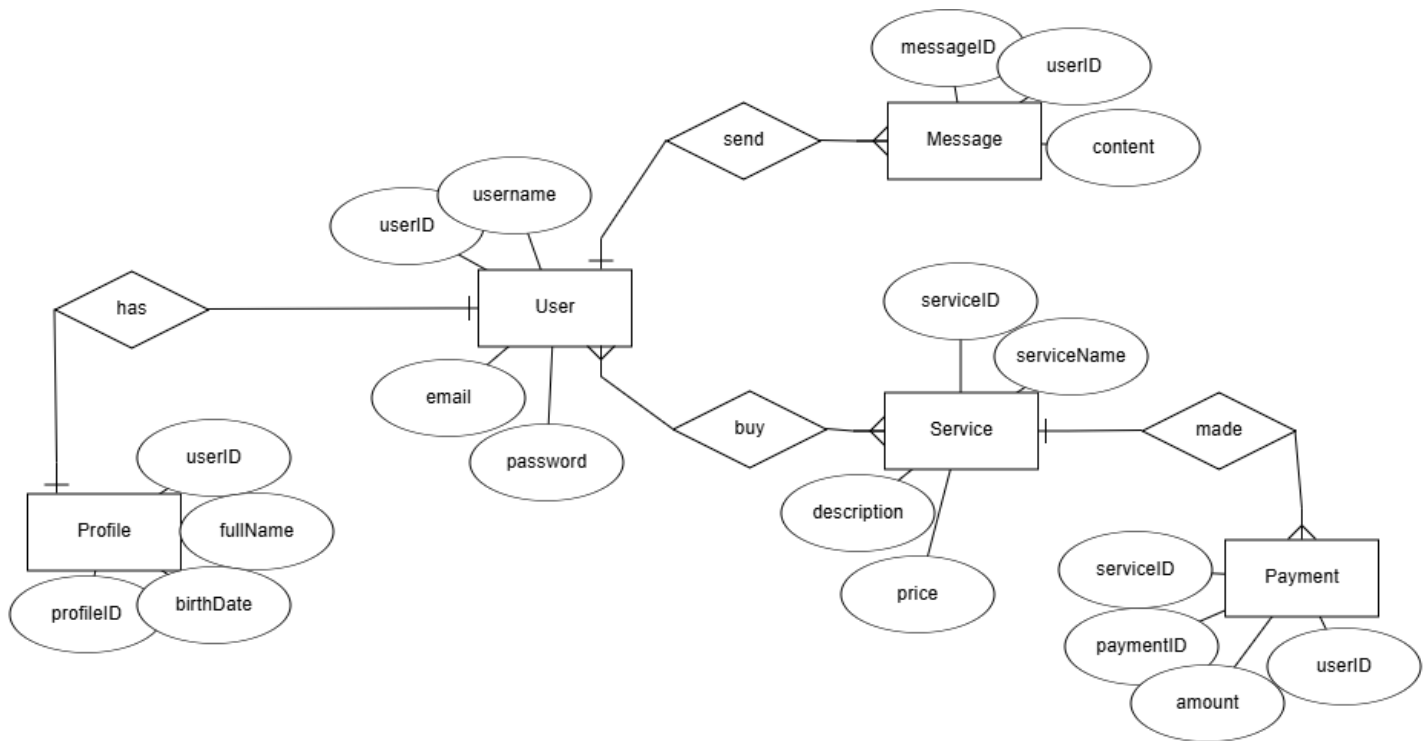 messageID
userID
send
Message
content
username
userID
serviceID
has
User
serviceName
email
buy
Service
made
userID
password
description
Profile
fullName
serviceID
Payment
price
profileID
birthDate
paymentID
userID
amount